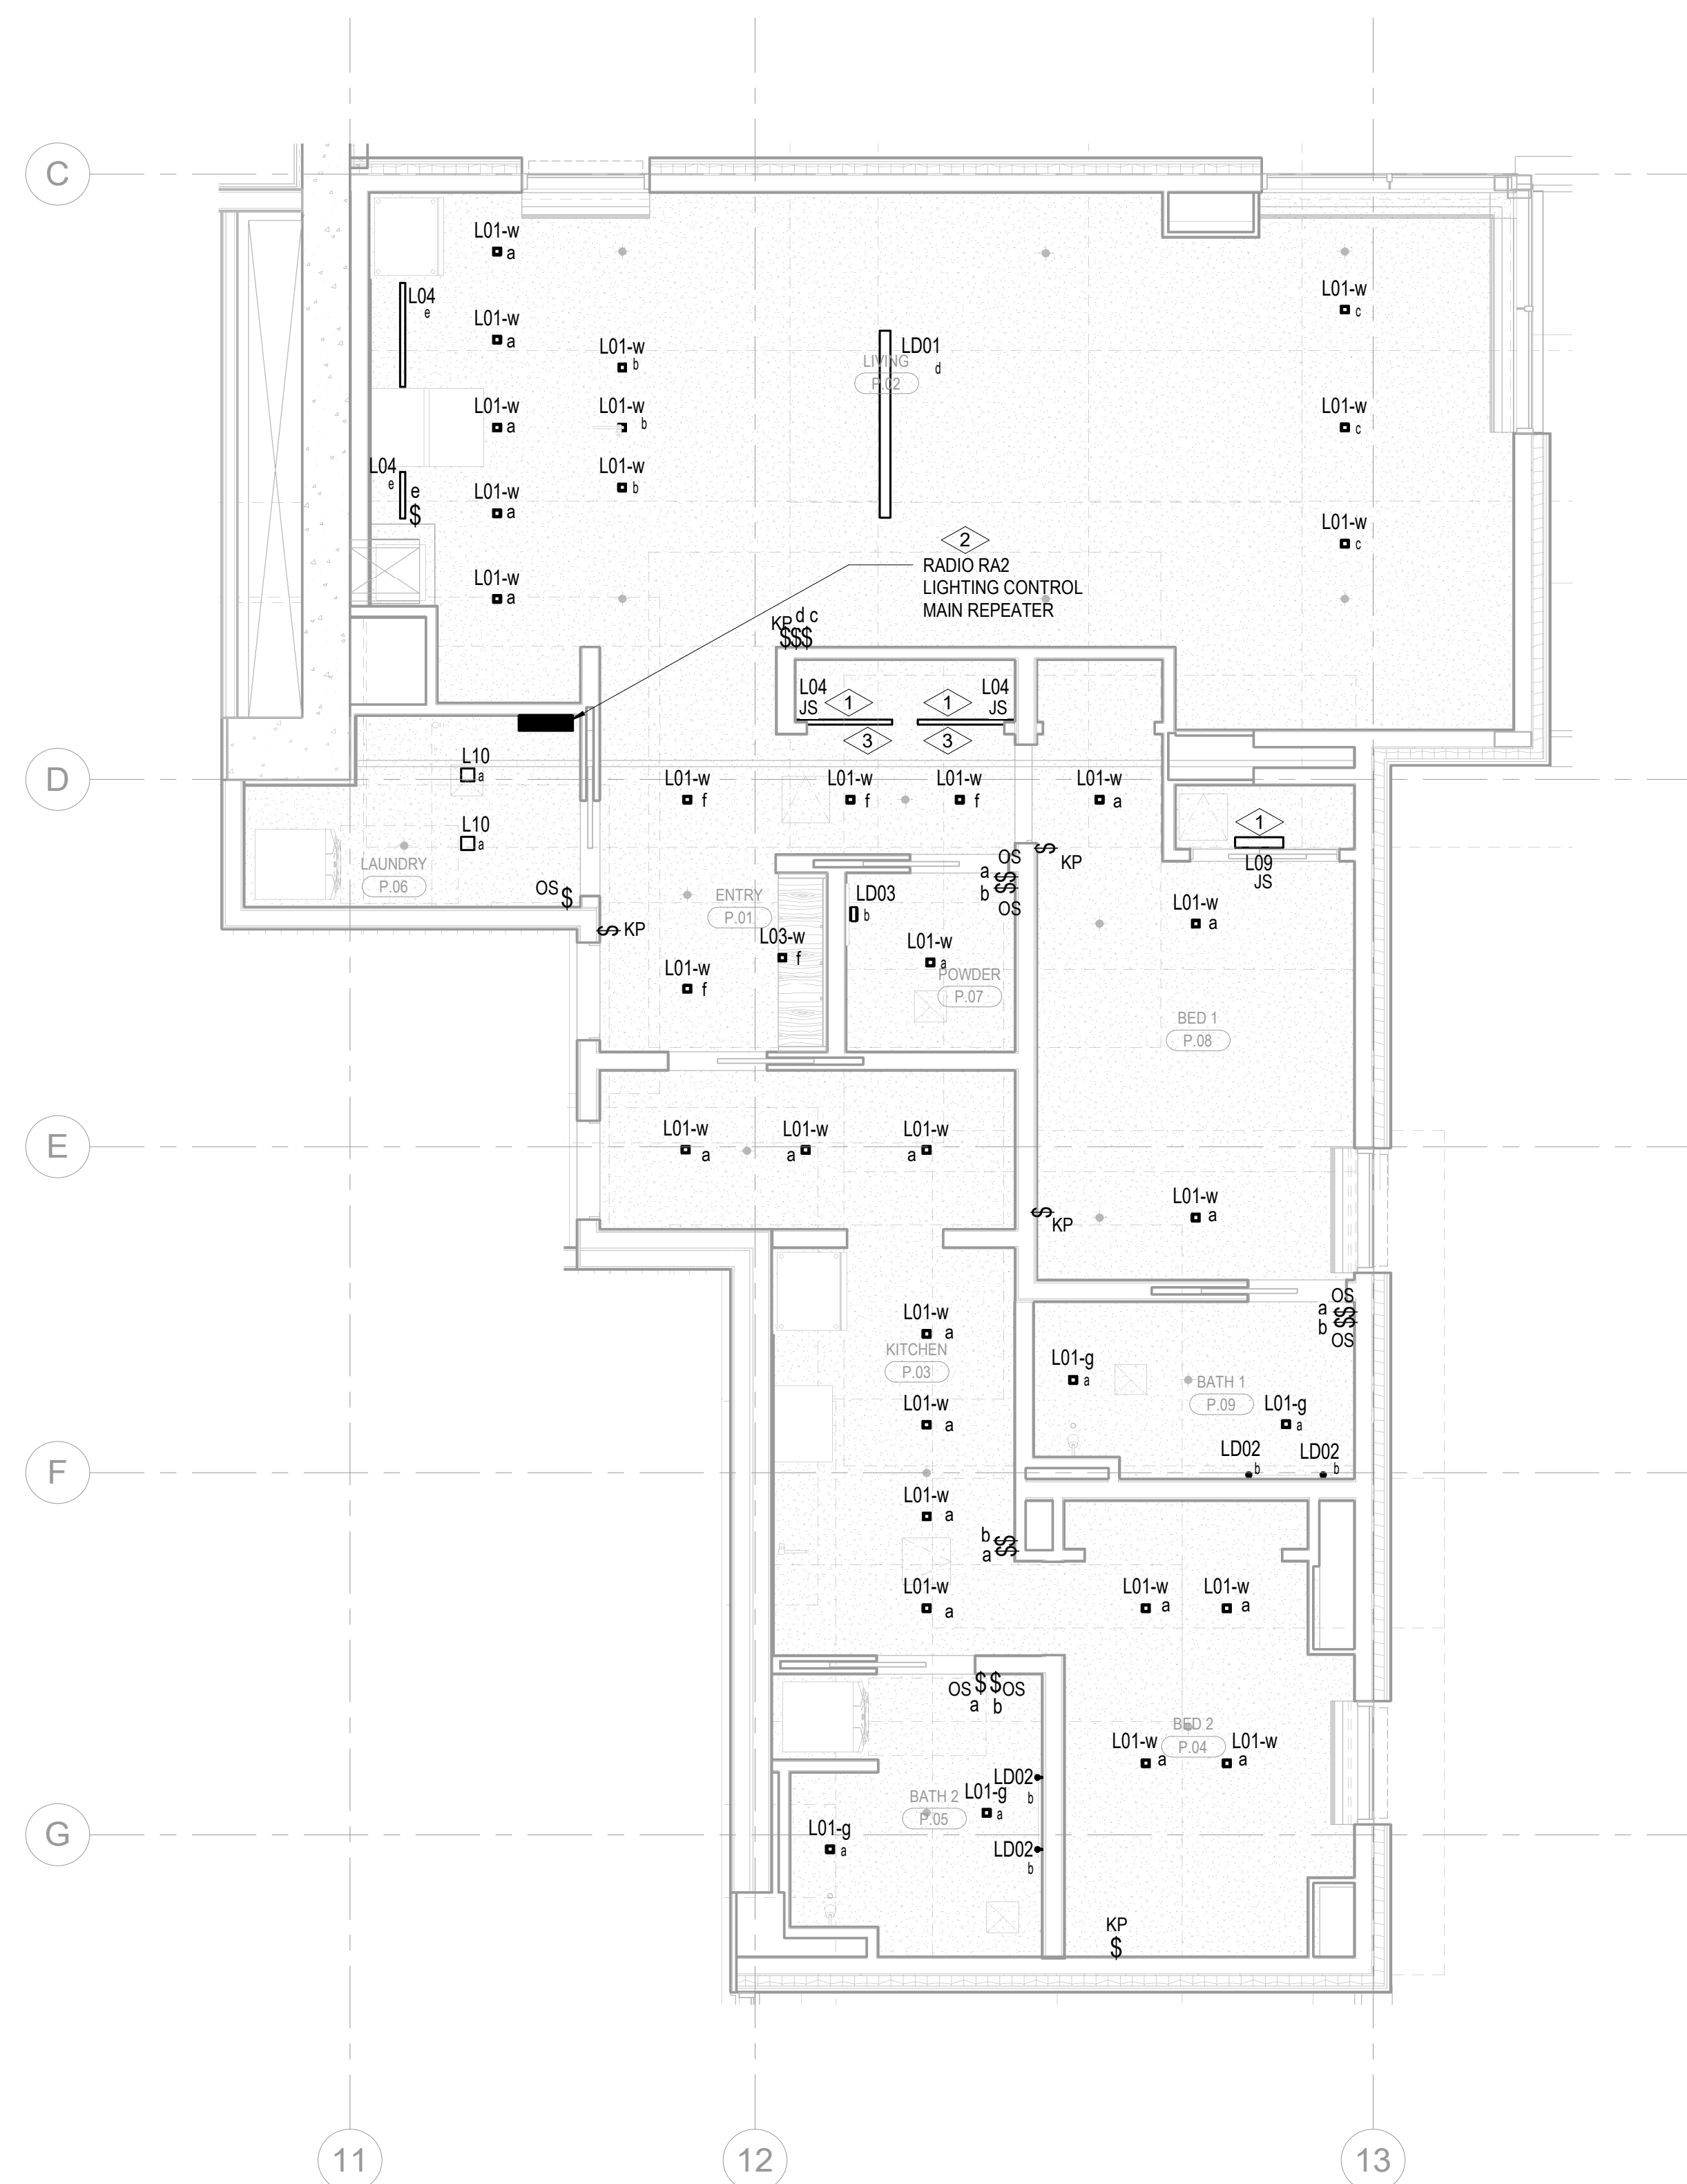 C
L01-w
a
L04
e
L01-w
a
L01-w
c
L01-w
b
LD01
d
LIVING
P.02
L01-w
a
L01-w
b
L01-w
c
L04
e
e
$
L01-w
a
L01-w
b
L01-w
c
2
RADIO RA2
LIGHTING CONTROL
MAIN REPEATER
L01-w
a
KP d c
$$$
L04
JS
1
1
L04
JS
3
3
D
L10
a
L01-w
f
L01-w
f
L01-w
f
L01-w
a
L10
a
1
L09
JS
LAUNDRY
P.06
OS $
$ KP
OS
a $
b $
OS
$ KP
ENTRY
P.01
LD03
b
L01-w
a
L03-w
f
L01-w
a
POWDER
P.07
L01-w
f
BED 1
P.08
E
L01-w
a
L01-w
a
L01-w
a
L01-w
a
$ KP
OS
a $
b $
OS
L01-w
a
KITCHEN
P.03
L01-g
a
BATH 1
P.09
L01-w
a
L01-g
a
LD02
b
LD02
b
F
L01-w
a
b $
a $
L01-w
a
L01-w
a
L01-w
a
OS $ $ OS
a b
BED 2
P.04
L01-w
a
L01-w
a
LD02
b
BATH 2
P.05
L01-g
a
G
L01-g
a
LD02
b
KP
$
11
12
13